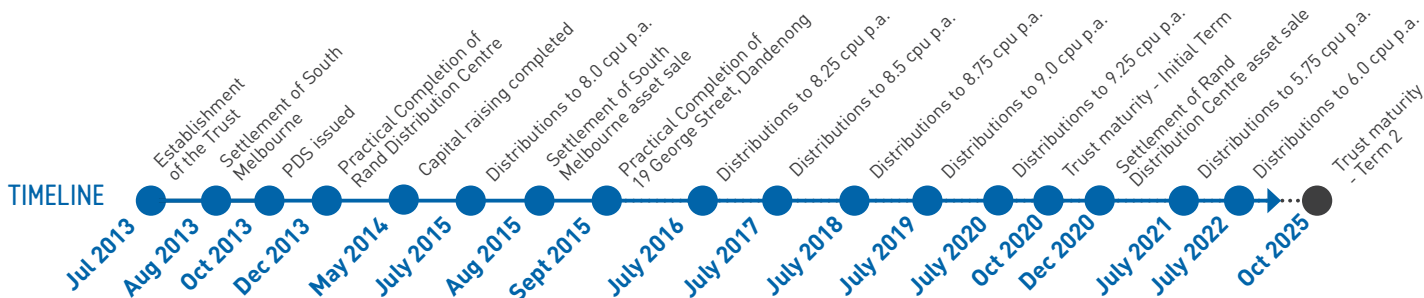 TIMELINE
Establishment
of the Trust
Jul 2013
Settlement of South
Melbourne
Aug 2013
PDS issued
Oct 2013
Practical Completion of
Rand Distribution Centre
Dec 2013
Capital raising completed
May 2014
Distributions to 8.0 cpu p.a.
July 2015
Settlement of South
Melbourne asset sale
Aug 2015
Practical Completion of
19 George Street, Dandenong
Sept 2015
Distributions to 8.25 cpu p.a.
July 2016
Distributions to 8.5 cpu p.a.
July 2017
Distributions to 8.75 cpu p.a.
July 2018
Distributions to 9.0 cpu p.a.
July 2019
Distributions to 9.25 cpu p.a.
July 2020
Trust maturity - Initial Term
Oct 2020
Settlement of Rand
Distribution Centre asset sale
Dec 2020
Distributions to 5.75 cpu p.a.
July 2021
Distributions to 6.0 cpu p.a.
July 2022
Trust maturity
- Term 2
Oct 2025